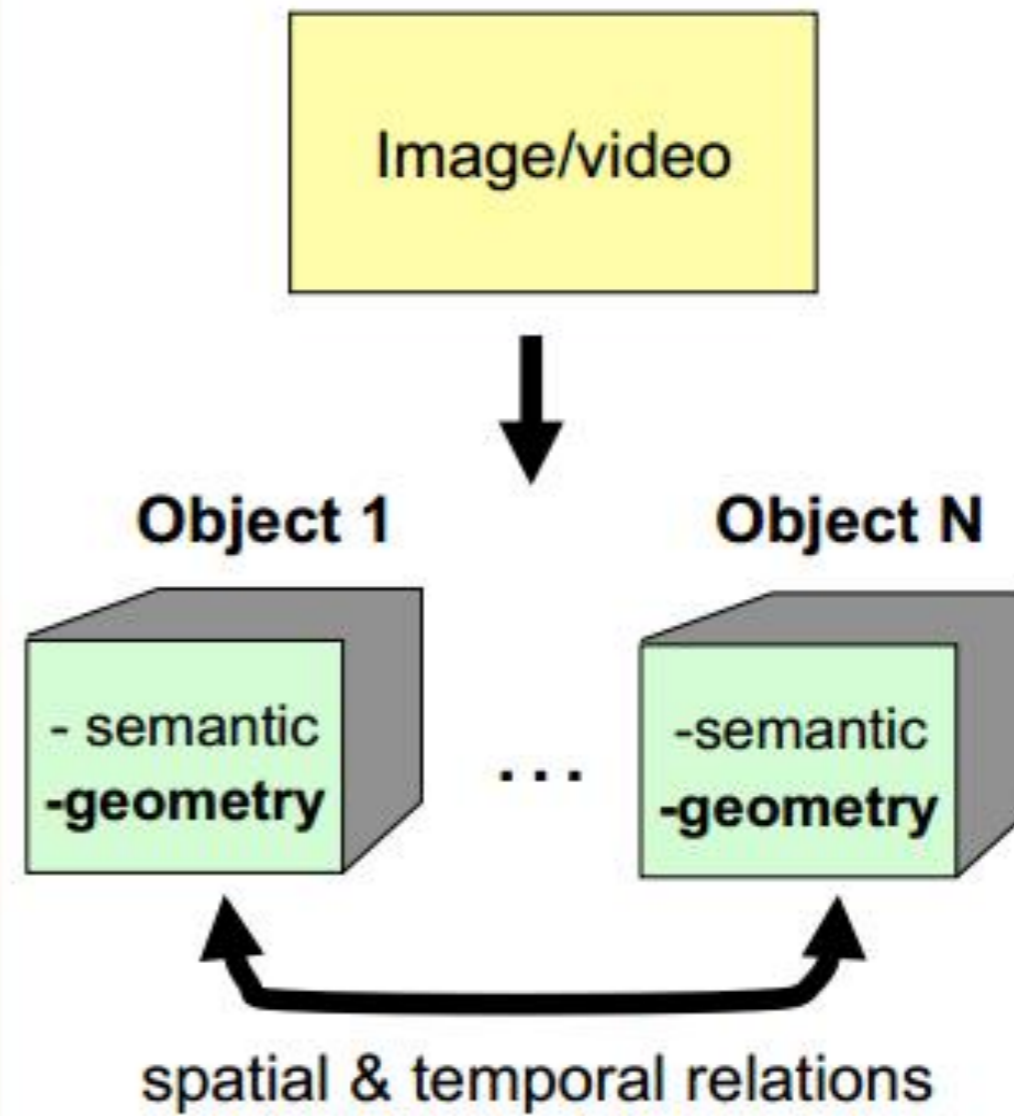 Image/video
Object 1
Object N
- semantic
-geometry
...
-semantic
-geometry
spatial & temporal relations